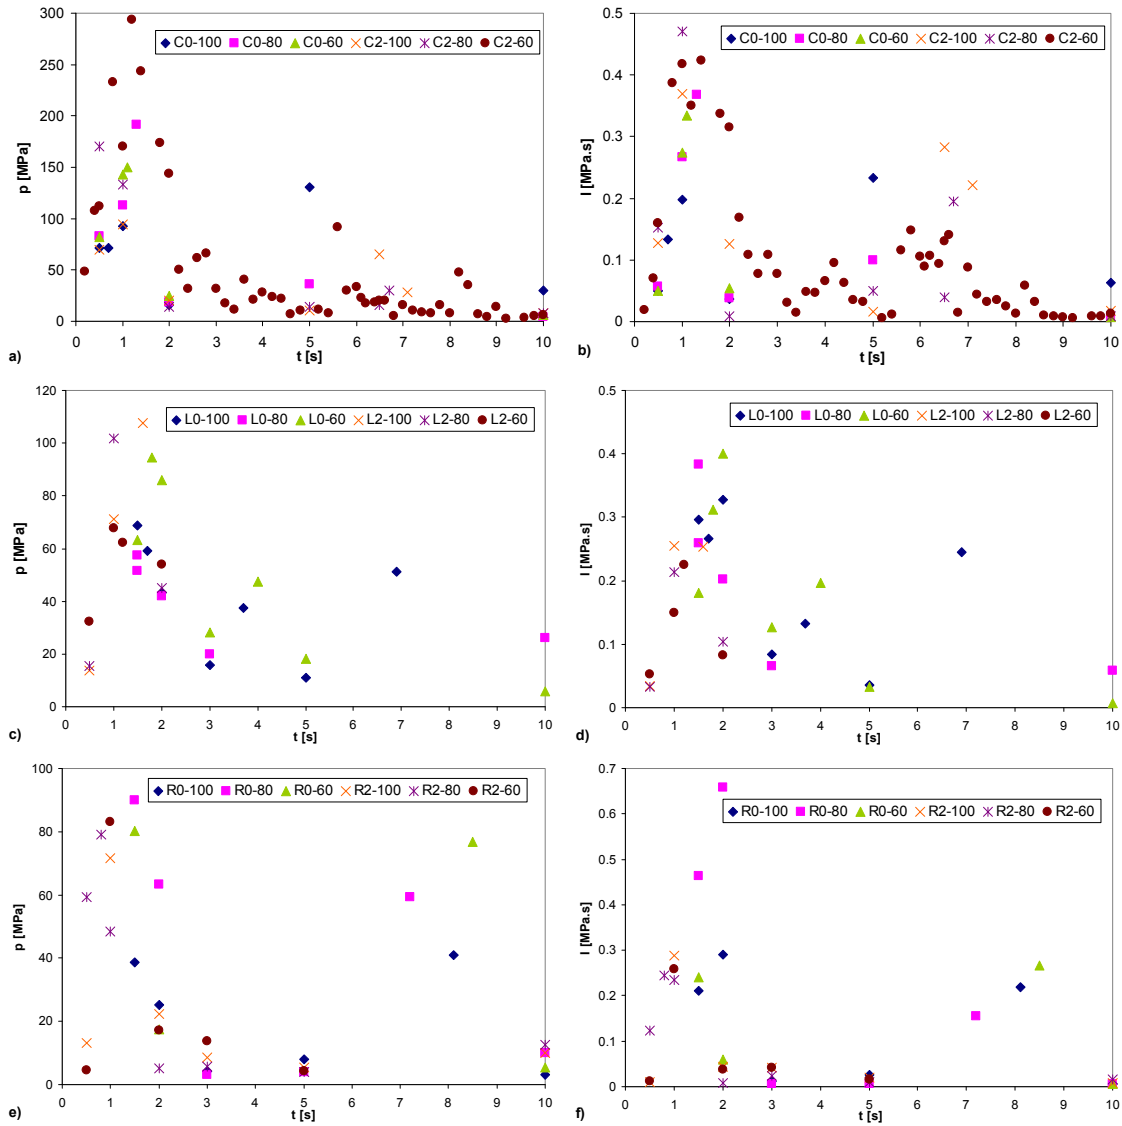 C0-100 C0-80 C0-60 C2-100 C2-80 C2-60
p [MPa]
300
250
200
150
100
50
0
0 1 2 3 4 5 6 7 8 9 10
t [s]
a)
C0-100 C0-80 C0-60 C2-100 C2-80 C2-60
I [MPa.s]
0.5
0.4
0.3
0.2
0.1
0
0 1 2 3 4 5 6 7 8 9 10
t [s]
b)
L0-100 L0-80 L0-60 L2-100 L2-80 L2-60
p [MPa]
120
100
80
60
40
20
0
0 1 2 3 4 5 6 7 8 9 10
t [s]
c)
L0-100 L0-80 L0-60 L2-100 L2-80 L2-60
I [MPa.s]
0.5
0.4
0.3
0.2
0.1
0
0 1 2 3 4 5 6 7 8 9 10
t [s]
d)
R0-100 R0-80 R0-60 R2-100 R2-80 R2-60
p [MPa]
100
80
60
40
20
0
0 1 2 3 4 5 6 7 8 9 10
t [s]
e)
R0-100 R0-80 R0-60 R2-100 R2-80 R2-60
I [MPa.s]
0.7
0.6
0.5
0.4
0.3
0.2
0.1
0
0 1 2 3 4 5 6 7 8 9 10
t [s]
f)